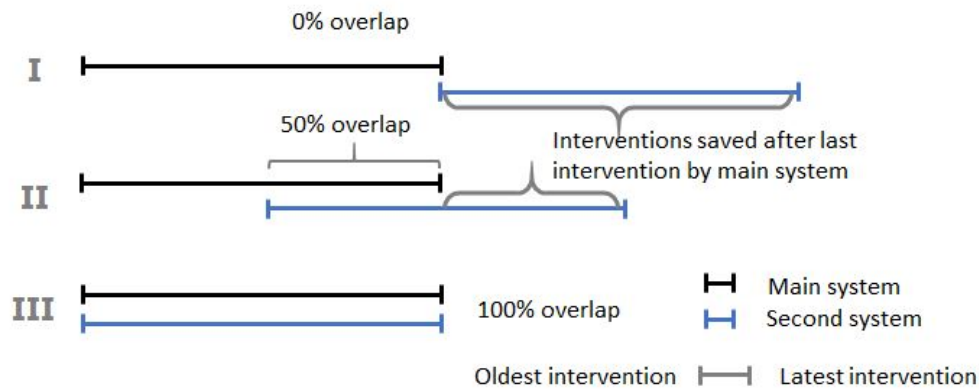 0% overlap
I
50% overlap
Interventions saved after last
intervention by main system
II
III
100% overlap
Main system
Second system
Oldest intervention
Latest intervention